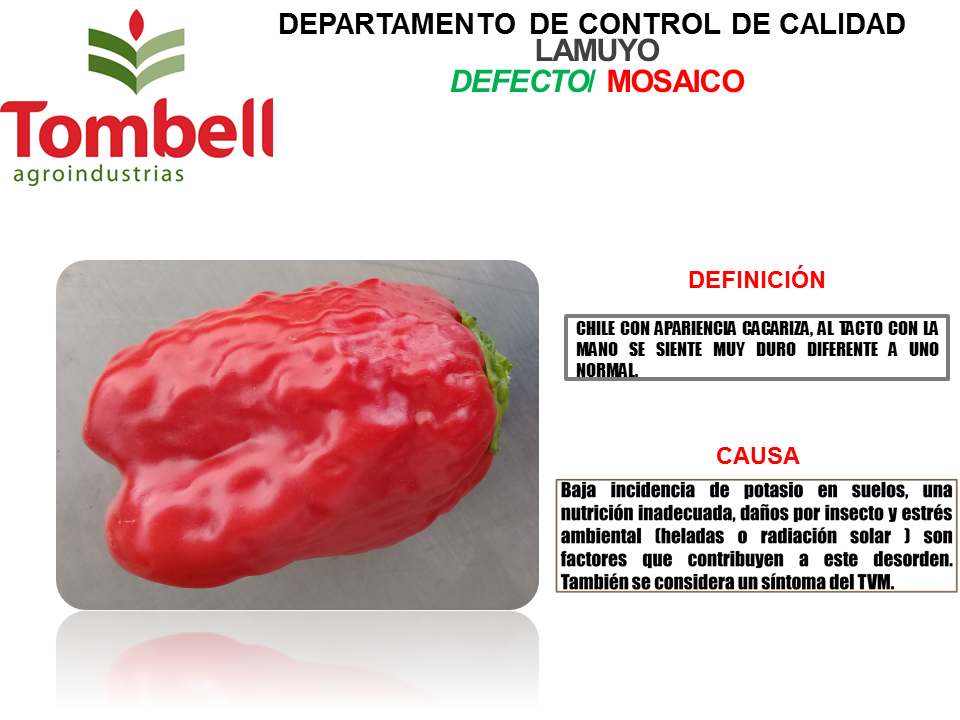 DEPARTAMENTO DE CONTROL DE CALIDAD
LAMUYO
DEFECTO/ MOSAICO
Tombell
agroindustrias
DEFINICIÓN
CHILE CON APARIENCIA CACARIZA, AL TACTO CON LA
MANO SE SIENTE MUY DURO DIFERENTE A UNO
NORMAL.
CAUSA
Baja incidencia de potasio en suelos, una
nutrición inadecuada, daños por insecto y estrés
ambiental (heladas o radiación solar ) son
factores que contribuyen a este desorden.
También se considera un síntoma del TVM.